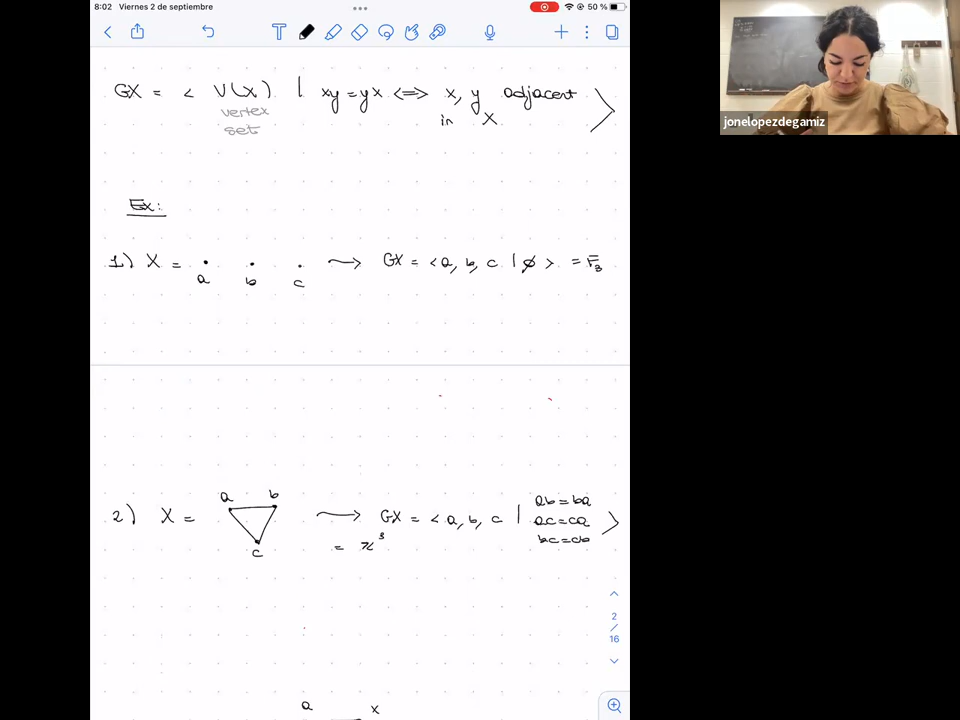 8:02 Viernes 2 de septiembre
50 %
T
GX = < V(X) | xy = yx <=> x, y adjacent
vertex in X >
set
Ex:
1) X = . . . ⟿ GX = < a, b, c | ∅ > = F₃
a b c
a b
2) X = ⟿ GX = < a, b, c | ab = ba
ac = ca >
= ℤ³ bc = cb
c
2
/
16
a x
jonelopezdegamiz